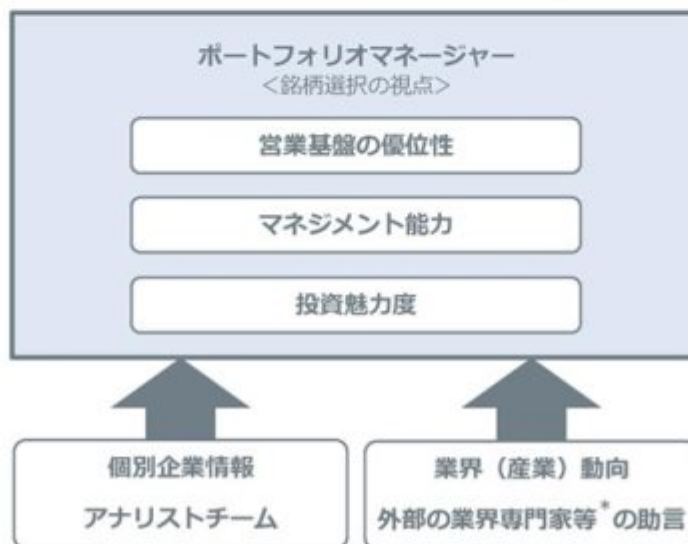 ポートフォリオマネージャー
<銘柄選択の視点>
営業基盤の優位性
マネジメント能力
投資魅力度
個別企業情報
アナリストチーム
業界（産業）動向
外部の業界専門家等*の助言